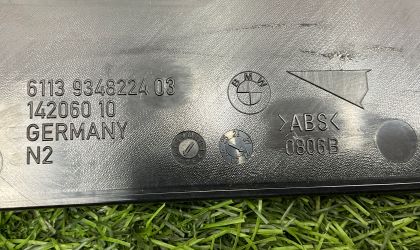 6113 9348224 03
142060 10
GERMANY
N2
BMW
>ABS<
0806B